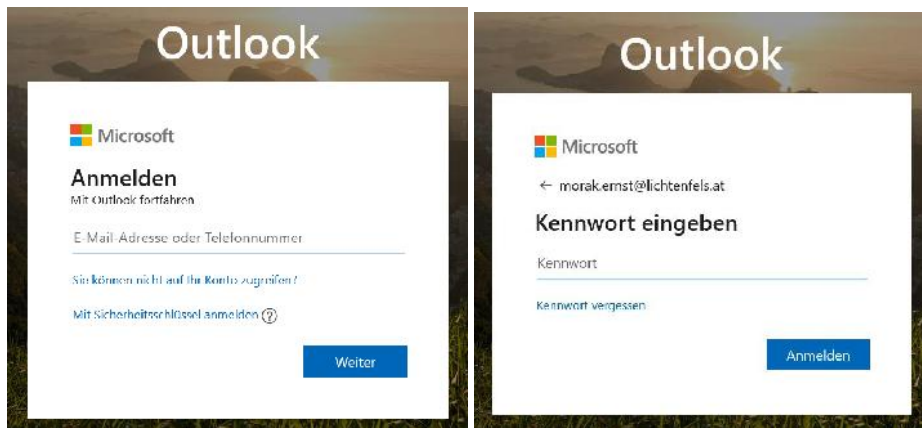 Outlook
Microsoft
Anmelden
Mit Outlook fortfahren
E-Mail-Adresse oder Telefonnummer
Sie können nicht auf Ihr Konto zugreifen?
Mit Sicherheitsschlüssel anmelden ?
Weiter
Outlook
Microsoft
← morak.ernst@lichtenfels.at
Kennwort eingeben
Kennwort
Kennwort vergessen
Anmelden